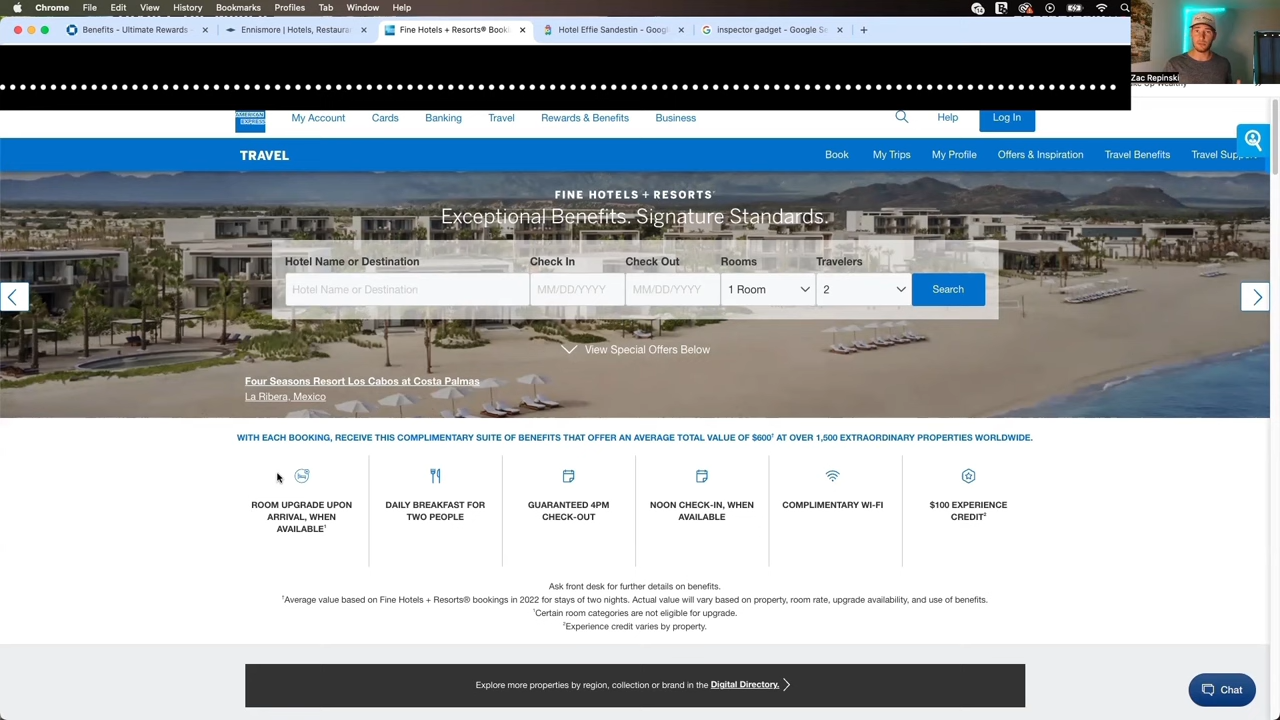 Chrome File Edit View History Bookmarks Profiles Tab Window Help
Benefits - Ultimate Rewards
Ennismore | Hotels, Restaura
Fine Hotels + Resorts® Book
Hotel Effie Sandestin - Goog
inspector gadget - Google Se
Zac Repinski
AMERICAN EXPRESS
My Account Cards Banking Travel Rewards & Benefits Business Help Log In
TRAVEL Book My Trips My Profile Offers & Inspiration Travel Benefits Travel Supp
FINE HOTELS + RESORTS®
Exceptional Benefits. Signature Standards.
Hotel Name or Destination Check In Check Out Rooms Travelers
Hotel Name or Destination MM/DD/YYYY MM/DD/YYYY 1 Room 2 Search
View Special Offers Below
Four Seasons Resort Los Cabos at Costa Palmas
La Ribera, Mexico
WITH EACH BOOKING, RECEIVE THIS COMPLIMENTARY SUITE OF BENEFITS THAT OFFER AN AVERAGE TOTAL VALUE OF $600† AT OVER 1,500 EXTRAORDINARY PROPERTIES WORLDWIDE.
ROOM UPGRADE UPON
ARRIVAL, WHEN
AVAILABLE¹
DAILY BREAKFAST FOR
TWO PEOPLE
GUARANTEED 4PM
CHECK-OUT
NOON CHECK-IN, WHEN
AVAILABLE
COMPLIMENTARY WI-FI
$100 EXPERIENCE
CREDIT²
Ask front desk for further details on benefits.
†Average value based on Fine Hotels + Resorts® bookings in 2022 for stays of two nights. Actual value will vary based on property, room rate, upgrade availability, and use of benefits.
¹Certain room categories are not eligible for upgrade.
²Experience credit varies by property.
Explore more properties by region, collection or brand in the Digital Directory.
Chat